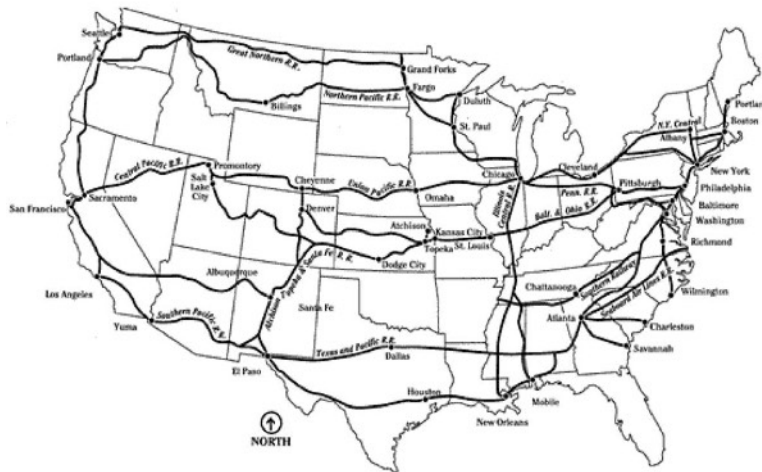 Seattle
Portland
Great Northern R.R.
Grand Forks
Fargo
Northern Pacific R.R.
Billings
Duluth
St. Paul
Portland
N.Y. Central
Boston
Albany
New York
Central Pacific R.R.
Promontory
Salt
Lake
City
Cheyenne
Union Pacific R.R.
Omaha
Chicago
Cleveland
Penn. R.R.
Pittsburgh
Philadelphia
Baltimore
Washington
San Francisco
Sacramento
Denver
Atchison
Kansas City
Topeka
St. Louis
Illinois
Central R.R.
Balt. & Ohio R.R.
Richmond
Dodge City
Albuquerque
Atchison Topeka & Santa Fe R.R.
Santa Fe
Los Angeles
Yuma
Southern Pacific R.R.
Chattanooga
Southern Railway
Seaboard Air Lines R.R.
Wilmington
Atlanta
Charleston
Savannah
Texas and Pacific R.R.
Dallas
El Paso
Houston
New Orleans
Mobile
NORTH